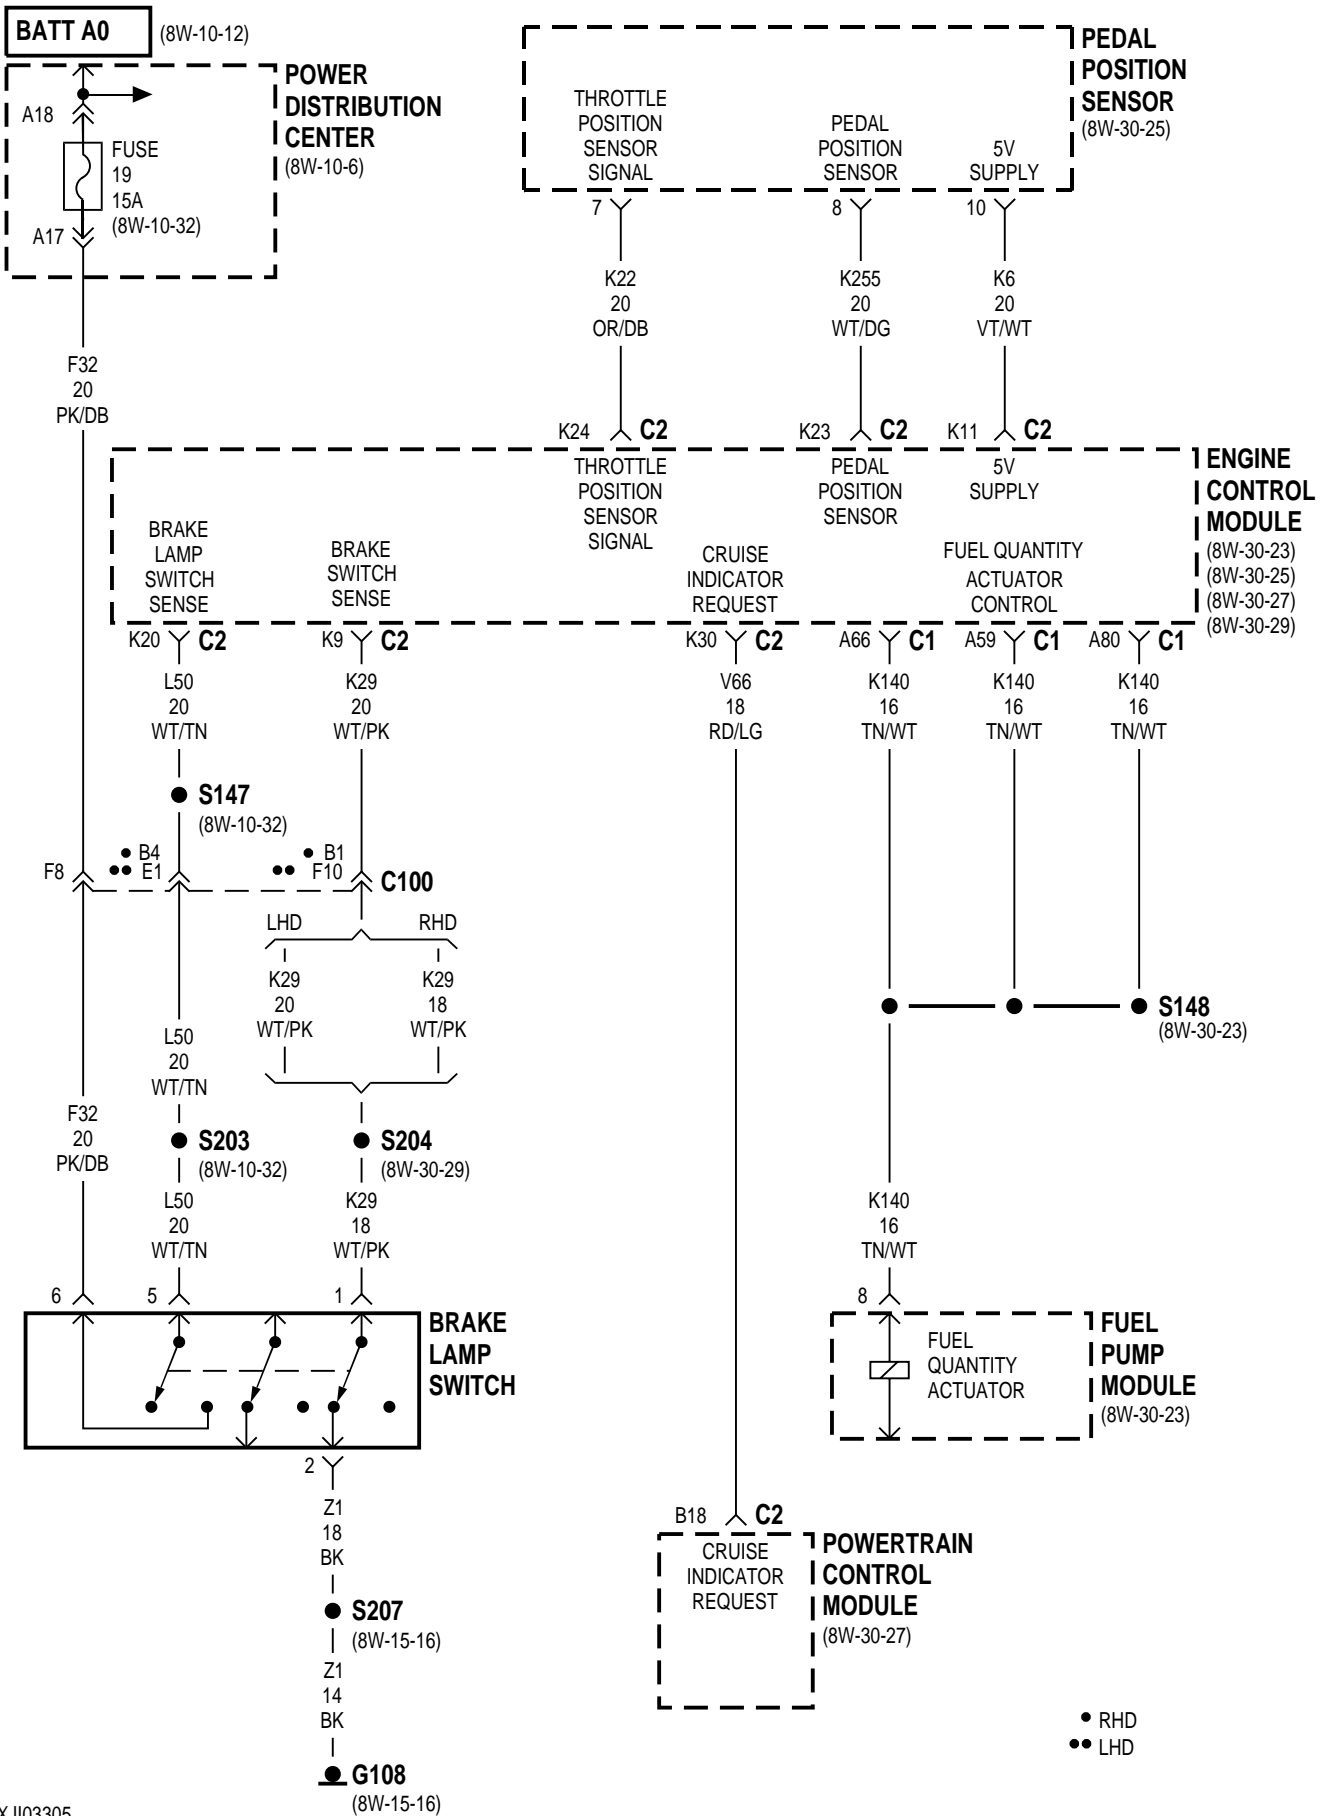 BATT A0 (8W-10-12)
POWER
DISTRIBUTION
CENTER
(8W-10-6)
A18
FUSE
19
15A
(8W-10-32)
A17
PEDAL
POSITION
SENSOR
(8W-30-25)
THROTTLE
POSITION
SENSOR
SIGNAL
PEDAL
POSITION
SENSOR
5V
SUPPLY
7 8 10
K22
20
OR/DB
K255
20
WT/DG
K6
20
VT/WT
F32
20
PK/DB
K24 C2 K23 C2 K11 C2
ENGINE
CONTROL
MODULE
(8W-30-23)
(8W-30-25)
(8W-30-27)
(8W-30-29)
THROTTLE
POSITION
SENSOR
SIGNAL
PEDAL
POSITION
SENSOR
5V
SUPPLY
BRAKE
LAMP
SWITCH
SENSE
BRAKE
SWITCH
SENSE
CRUISE
INDICATOR
REQUEST
FUEL QUANTITY
ACTUATOR
CONTROL
K20 C2 K9 C2 K30 C2 A66 C1 A59 C1 A80 C1
L50
20
WT/TN
K29
20
WT/PK
V66
18
RD/LG
K140
16
TN/WT
K140
16
TN/WT
K140
16
TN/WT
S147
(8W-10-32)
F8
• B4
•• E1
• B1
•• F10
C100
LHD RHD
K29
20
WT/PK
K29
18
WT/PK
S148
(8W-30-23)
L50
20
WT/TN
F32
20
PK/DB
S203
(8W-10-32)
S204
(8W-30-29)
L50
20
WT/TN
K29
18
WT/PK
K140
16
TN/WT
6 5 1 8
BRAKE
LAMP
SWITCH
FUEL
QUANTITY
ACTUATOR
FUEL
PUMP
MODULE
(8W-30-23)
2
Z1
18
BK
B18 C2
CRUISE
INDICATOR
REQUEST
POWERTRAIN
CONTROL
MODULE
(8W-30-27)
S207
(8W-15-16)
Z1
14
BK
G108
(8W-15-16)
• RHD
•• LHD